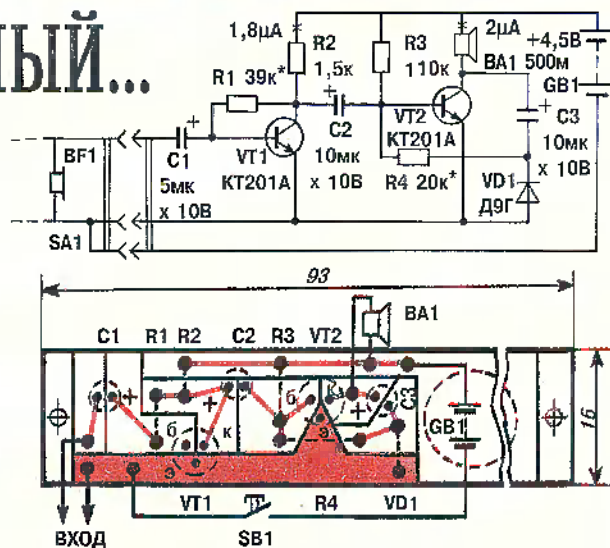 ЫЙ...
1,8μA
R2
1,5к
R3
110к
2μA
BA1
500м
+4,5В
GB1
R1 39к*
+
+
+
C1
5мк
х 10В
VT1
КТ201А
C2
10мк
х 10В
VT2
КТ201А
R4 20к*
C3
10мк
х 10В
VD1
Д9Г
BF1
SA1
93
BA1
C1 R1 R2 C2 R3 VT2
+ + +
б к б э
э
C3
GB1
16
ВХОД
VT1
SB1
R4
VD1